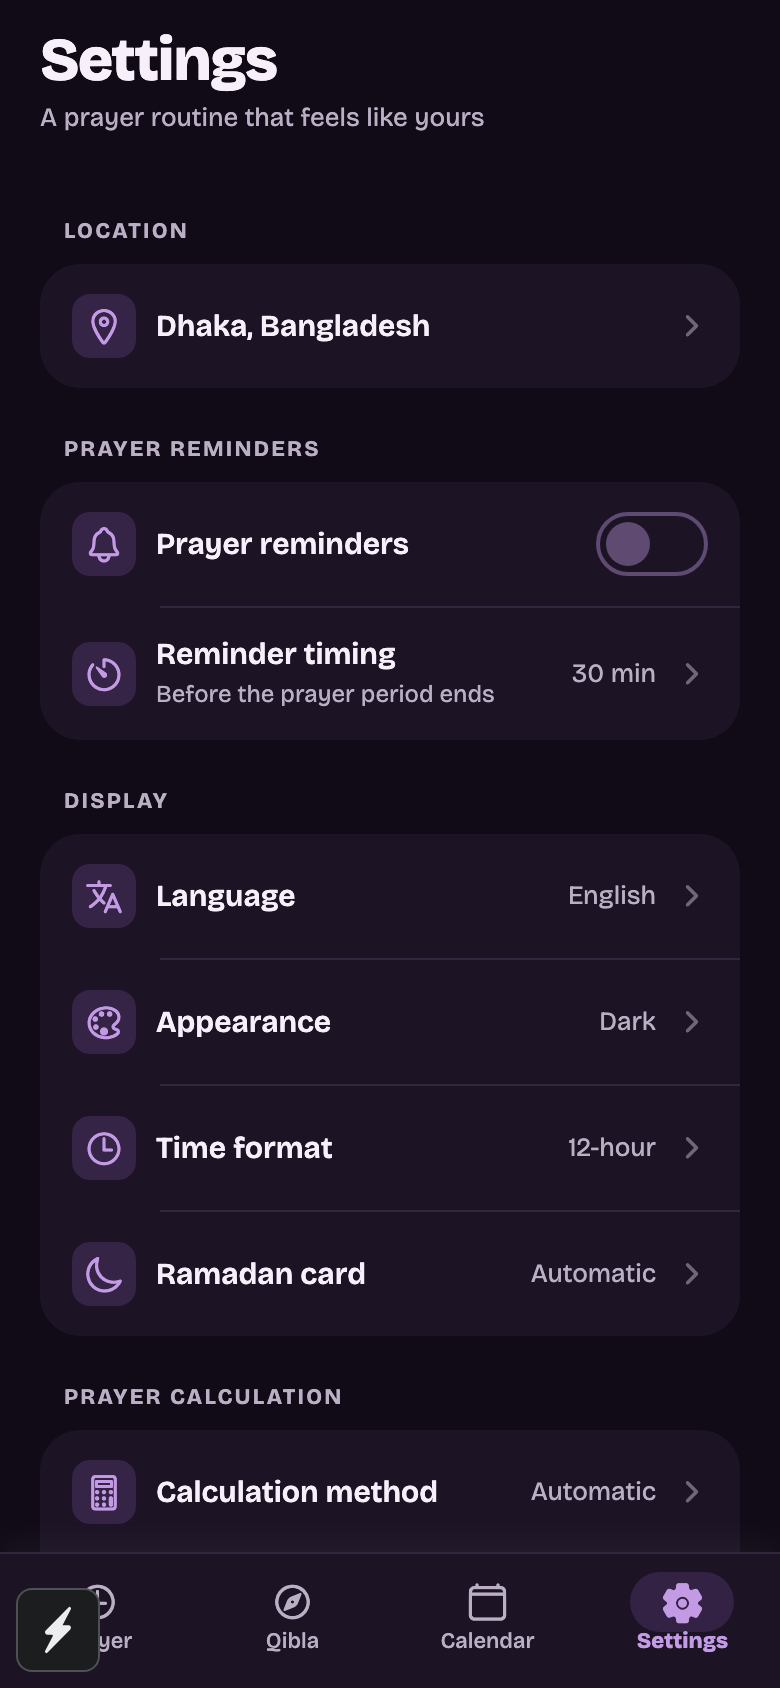 Settings
A prayer routine that feels like yours
LOCATION
Dhaka, Bangladesh
PRAYER REMINDERS
Prayer reminders
Reminder timing
Before the prayer period ends
30 min
DISPLAY
Language
English
Appearance
Dark
Time format
12-hour
Ramadan card
Automatic
PRAYER CALCULATION
Calculation method
Automatic
Qibla
Calendar
Settings